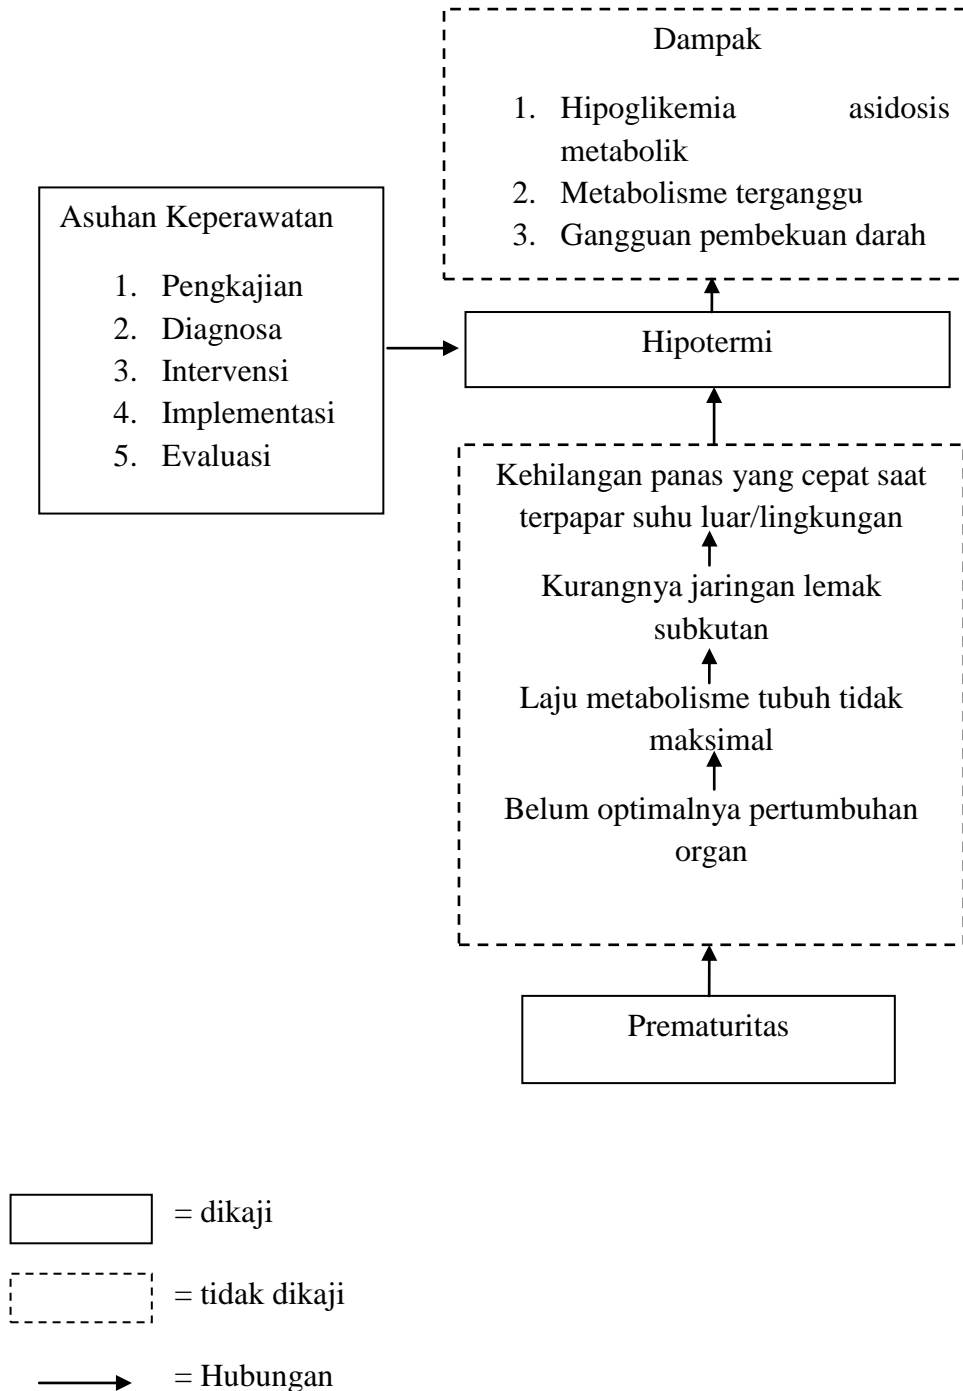 Dampak
1. Hipoglikemia asidosis
metabolik
2. Metabolisme terganggu
3. Gangguan pembekuan darah
Asuhan Keperawatan
1. Pengkajian
2. Diagnosa
3. Intervensi
4. Implementasi
5. Evaluasi
Hipotermi
Kehilangan panas yang cepat saat
terpapar suhu luar/lingkungan
Kurangnya jaringan lemak
subkutan
Laju metabolisme tubuh tidak
maksimal
Belum optimalnya pertumbuhan
organ
Prematuritas
= dikaji
= tidak dikaji
= Hubungan